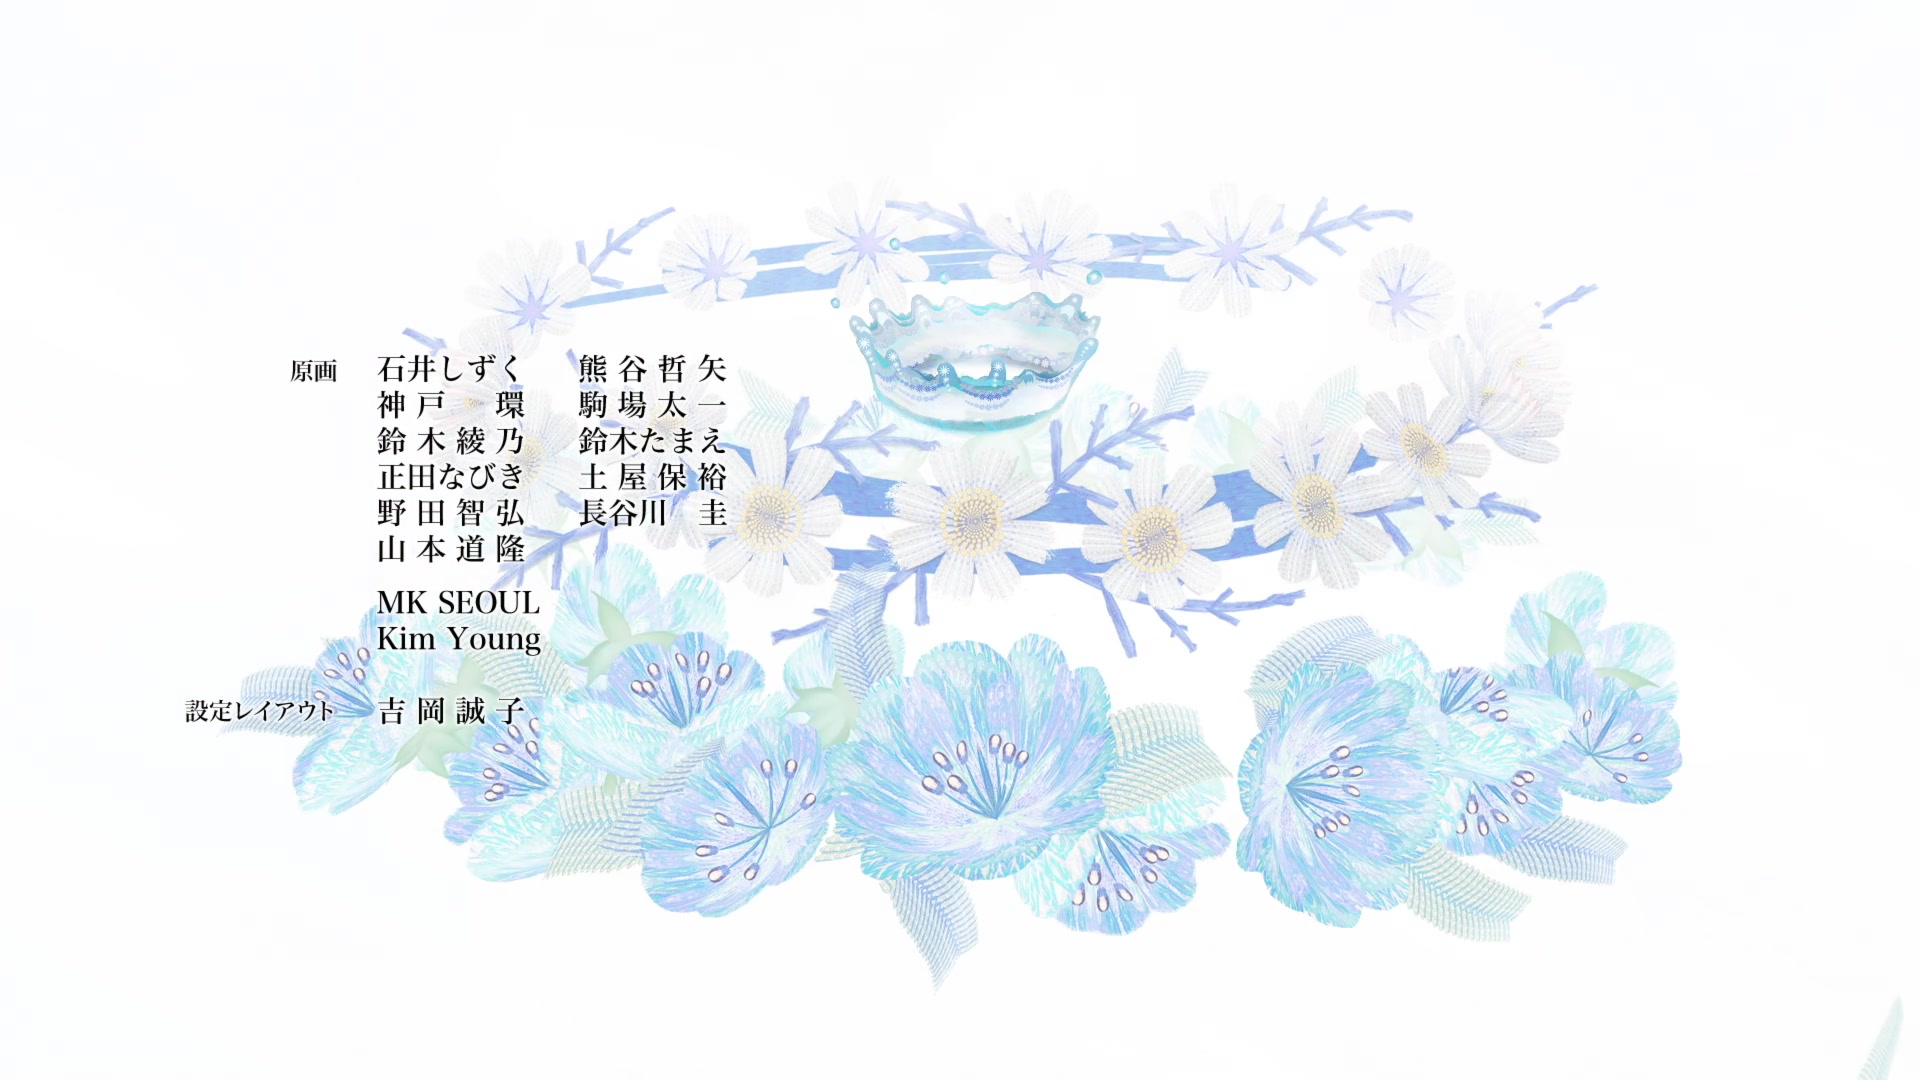 原画 石井しずく 熊谷哲矢
神戸 環 駒場太一
鈴木綾乃 鈴木たまえ
正田なびき 土屋保裕
野田智弘 長谷川 圭
山本道隆
MK SEOUL
Kim Young
設定レイアウト 吉岡誠子